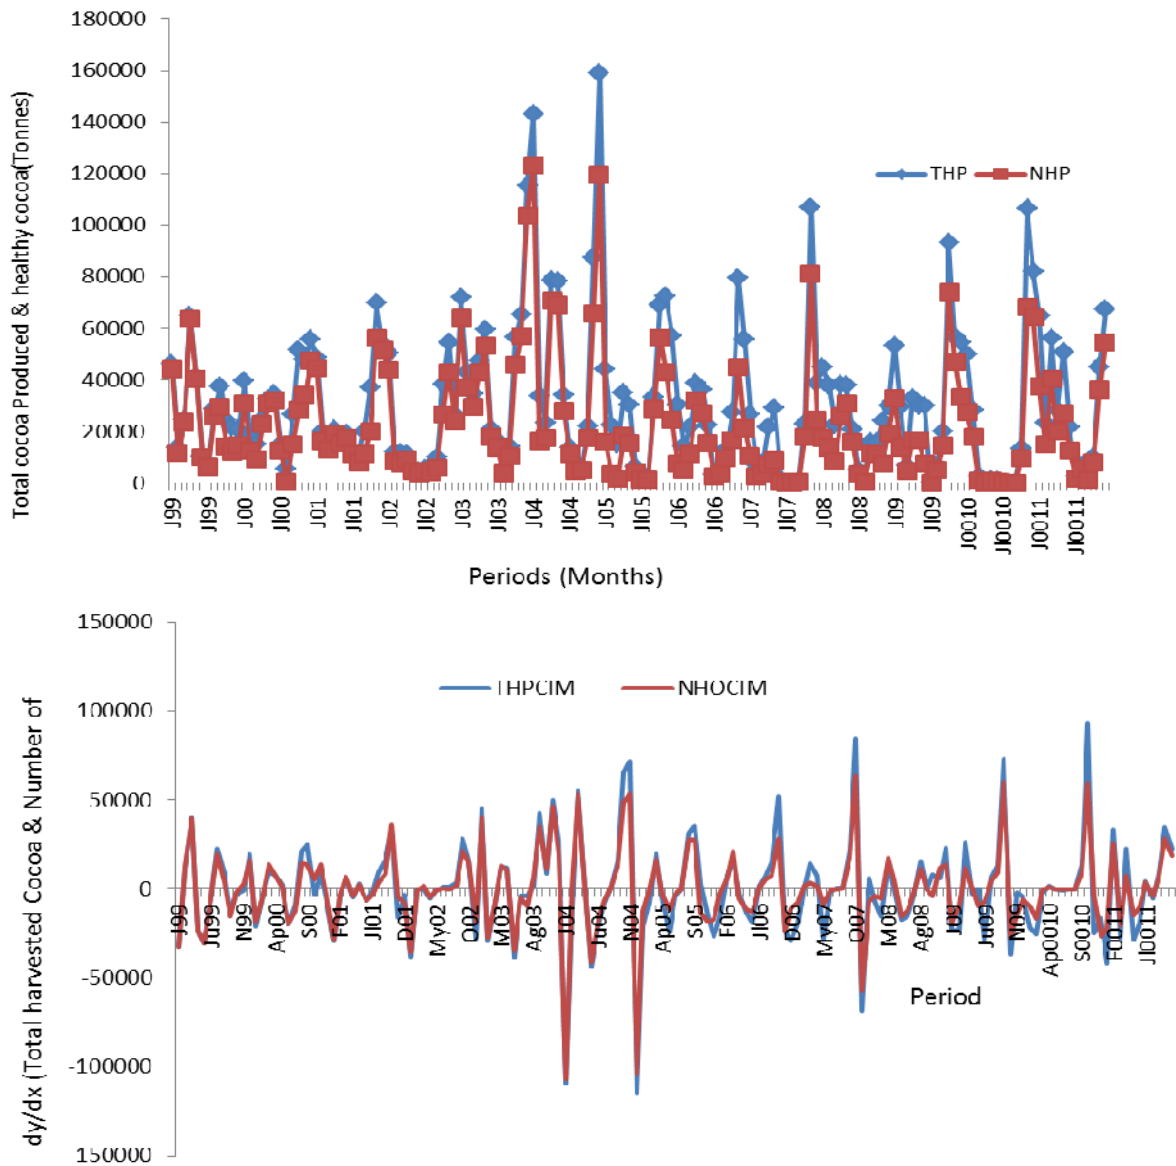 Total cocoa Produced & healthy cocoa(Tonnes)
180000
160000
140000
120000
100000
80000
60000
40000
20000
0
THP NHP
J99 Jl99 J00 Jl00 J01 Jl01 J02 Jl02 J03 Jl03 J04 Jl04 J05 Jl05 J06 Jl06 J07 Jl07 J08 Jl08 J09 Jl09 J0010 Jl0010 J0011 Jl0011
Periods (Months)
dy/dx (Total harvested Cocoa & Number of
150000
100000
50000
0
-50000
-100000
150000
THPCIM NHOCIM
J99 Ju99 N99 Ap00 S00 F01 Jl01 D01 My02 O02 M03 Ag03 J04 Ju04 N04 Ap05 S05 F06 Jl06 D06 My07 O07 M08 Ag08 J09 Ju09 N09 Ap0010 S0010 F0011 Jl0011
Period